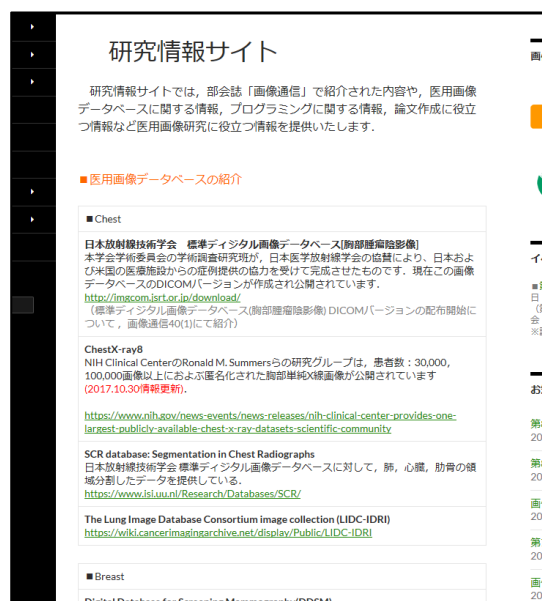 研究情報サイト
研究情報サイトでは，部会誌「画像通信」で紹介された内容や，医用画像
データベースに関する情報，プログラミングに関する情報，論文作成に役立
つ情報など医用画像研究に役立つ情報を提供いたします．
■医用画像データベースの紹介
■Chest
日本放射線技術学会　標準ディジタル画像データベース[胸部腫瘤陰影像]
本学会学術委員会の学術調査研究班が，日本医学放射線学会の協賛により，日本およ
び米国の医療施設からの症例提供の協力を受けて完成させたものです．現在この画像
データベースのDICOMバージョンが作成され公開されています．
http://imgcom.jsrt.or.jp/download/
（標準ディジタル画像データベース(胸部腫瘤陰影像) DICOMバージョンの配布開始に
ついて，画像通信40(1)にて紹介）
ChestX-ray8
NIH Clinical CenterのRonald M. Summersらの研究グループは，患者数：30,000，
100,000画像以上におよぶ匿名化された胸部単純X線画像が公開されています
(2017.10.30情報更新)．
https://www.nih.gov/news-events/news-releases/nih-clinical-center-provides-one-
largest-publicly-available-chest-x-ray-datasets-scientific-community
SCR database: Segmentation in Chest Radiographs
日本放射線技術学会 標準ディジタル画像データベースに対して，肺，心臓，肋骨の領
域分割したデータを提供している．
https://www.isi.uu.nl/Research/Databases/SCR/
The Lung Image Database Consortium image collection (LIDC-IDRI)
https://wiki.cancerimagingarchive.net/display/Public/LIDC-IDRI
■Breast
Digital Database for Screening Mammography(DDSM)